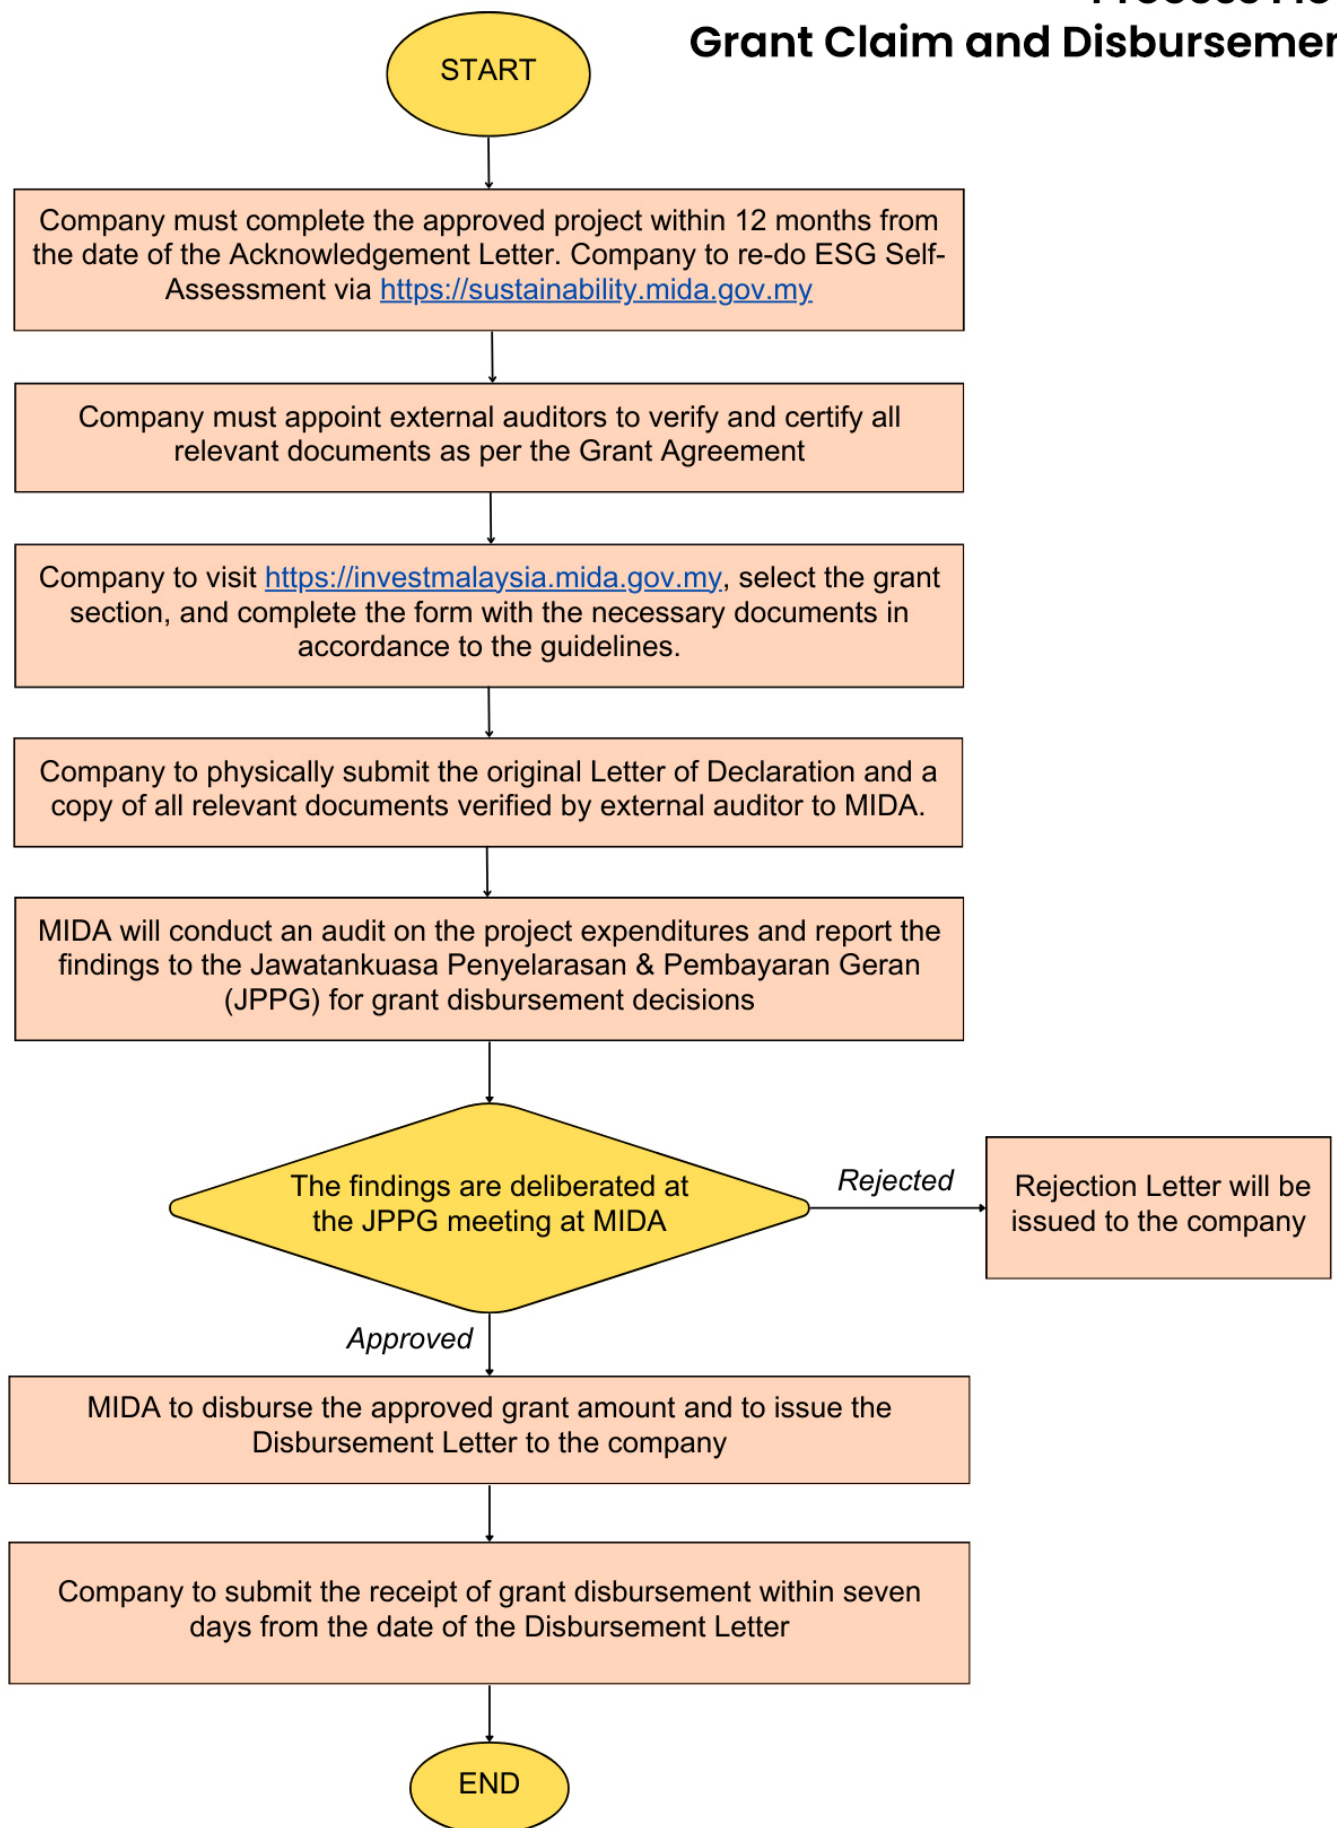 Grant Claim and Disbursemen
START
Company must complete the approved project within 12 months from
the date of the Acknowledgement Letter. Company to re-do ESG Self-
Assessment via https://sustainability.mida.gov.my
Company must appoint external auditors to verify and certify all
relevant documents as per the Grant Agreement
Company to visit https://investmalaysia.mida.gov.my, select the grant
section, and complete the form with the necessary documents in
accordance to the guidelines.
Company to physically submit the original Letter of Declaration and a
copy of all relevant documents verified by external auditor to MIDA.
MIDA will conduct an audit on the project expenditures and report the
findings to the Jawatankuasa Penyelarasan & Pembayaran Geran
(JPPG) for grant disbursement decisions
The findings are deliberated at
the JPPG meeting at MIDA
Rejected
Rejection Letter will be
issued to the company
Approved
MIDA to disburse the approved grant amount and to issue the
Disbursement Letter to the company
Company to submit the receipt of grant disbursement within seven
days from the date of the Disbursement Letter
END